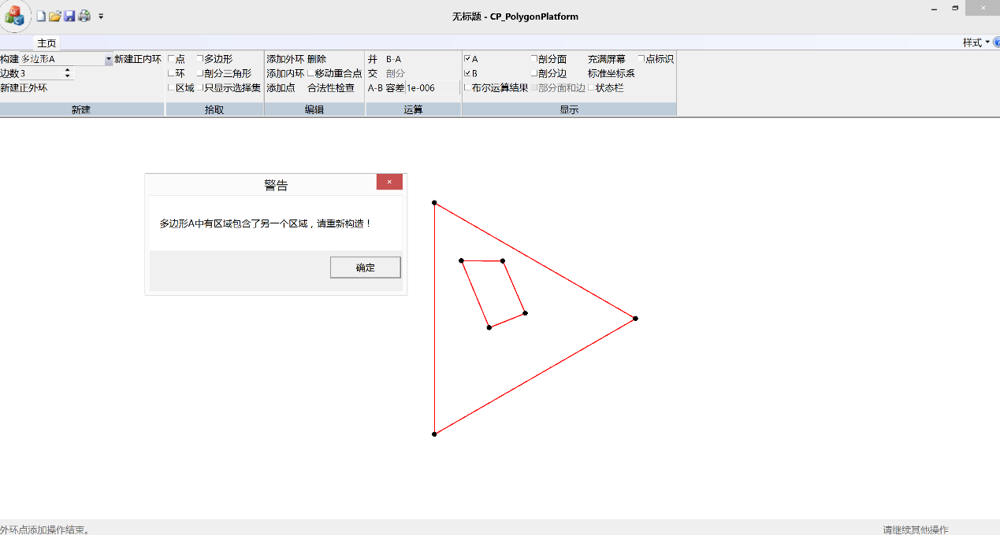 无标题 - CP_PolygonPlatform
主页
样式
构建 多边形A 新建正内环 点 多边形 添加外环 删除 并 B-A A 剖分面 充满屏幕 点标识
边数 3 环 剖分三角形 添加内环 移动重合点 交 剖分 B 剖分边 标准坐标系
新建正外环 区域 只显示选择集 添加点 合法性检查 A-B 容差 1e-006 布尔运算结果 部分面和边 状态栏
新建 拾取 编辑 运算 显示
警告
多边形A中有区域包含了另一个区域，请重新构造！
确定
外环点添加操作结束。 请继续其他操作